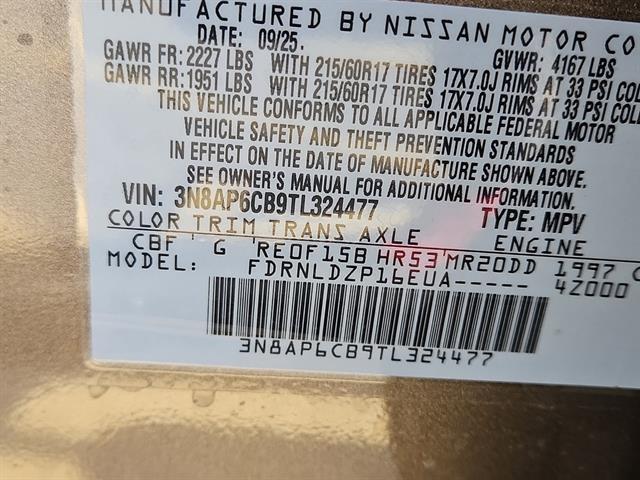 MANUFACTURED BY NISSAN MOTOR CO
DATE: 09/25. GVWR: 4167 LBS
GAWR FR: 2227 LBS WITH 215/60R17 TIRES 17X7.0J RIMS AT 33 PSI COLD
GAWR RR: 1951 LBS WITH 215/60R17 TIRES 17X7.0J RIMS AT 33 PSI COLD
THIS VEHICLE CONFORMS TO ALL APPLICABLE FEDERAL MOTOR
VEHICLE SAFETY AND THEFT PREVENTION STANDARDS
IN EFFECT ON THE DATE OF MANUFACTURE SHOWN ABOVE.
SEE OWNER'S MANUAL FOR ADDITIONAL INFORMATION.
VIN: 3N8AP6CB9TL324477 TYPE: MPV
COLOR TRIM TRANS AXLE ENGINE
CBF G RE0F15B HR53 MR20DD 1997 C
MODEL: FDRNLDZP16EUA----- 4Z000
3N8AP6CB9TL324477